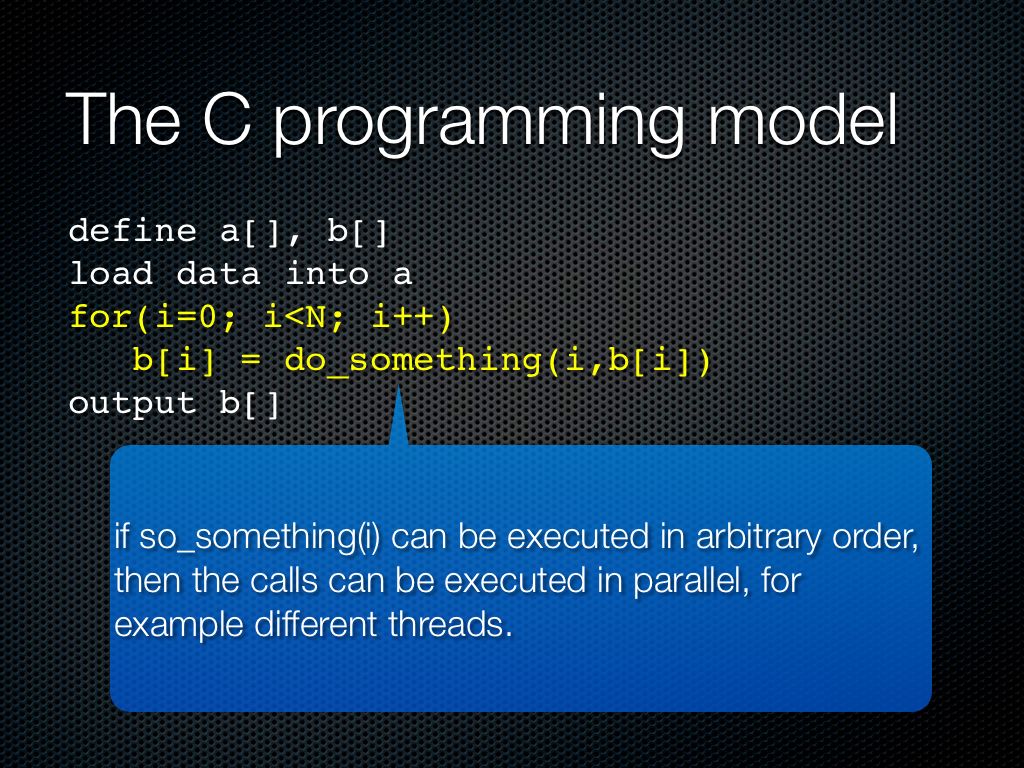 The C programming model
define a[], b[]
load data into a
for(i=0; i<N; i++)
   b[i] = do_something(i,b[i])
output b[]
if so_something(i) can be executed in arbitrary order,
then the calls can be executed in parallel, for
example different threads.